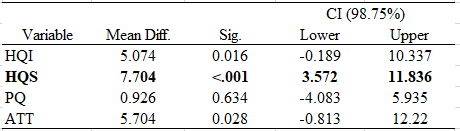 CI (98.75%)
Variable Mean Diff. Sig. Lower Upper
HQI 5.074 0.016 -0.189 10.337
HQS 7.704 <.001 3.572 11.836
PQ 0.926 0.634 -4.083 5.935
ATT 5.704 0.028 -0.813 12.22